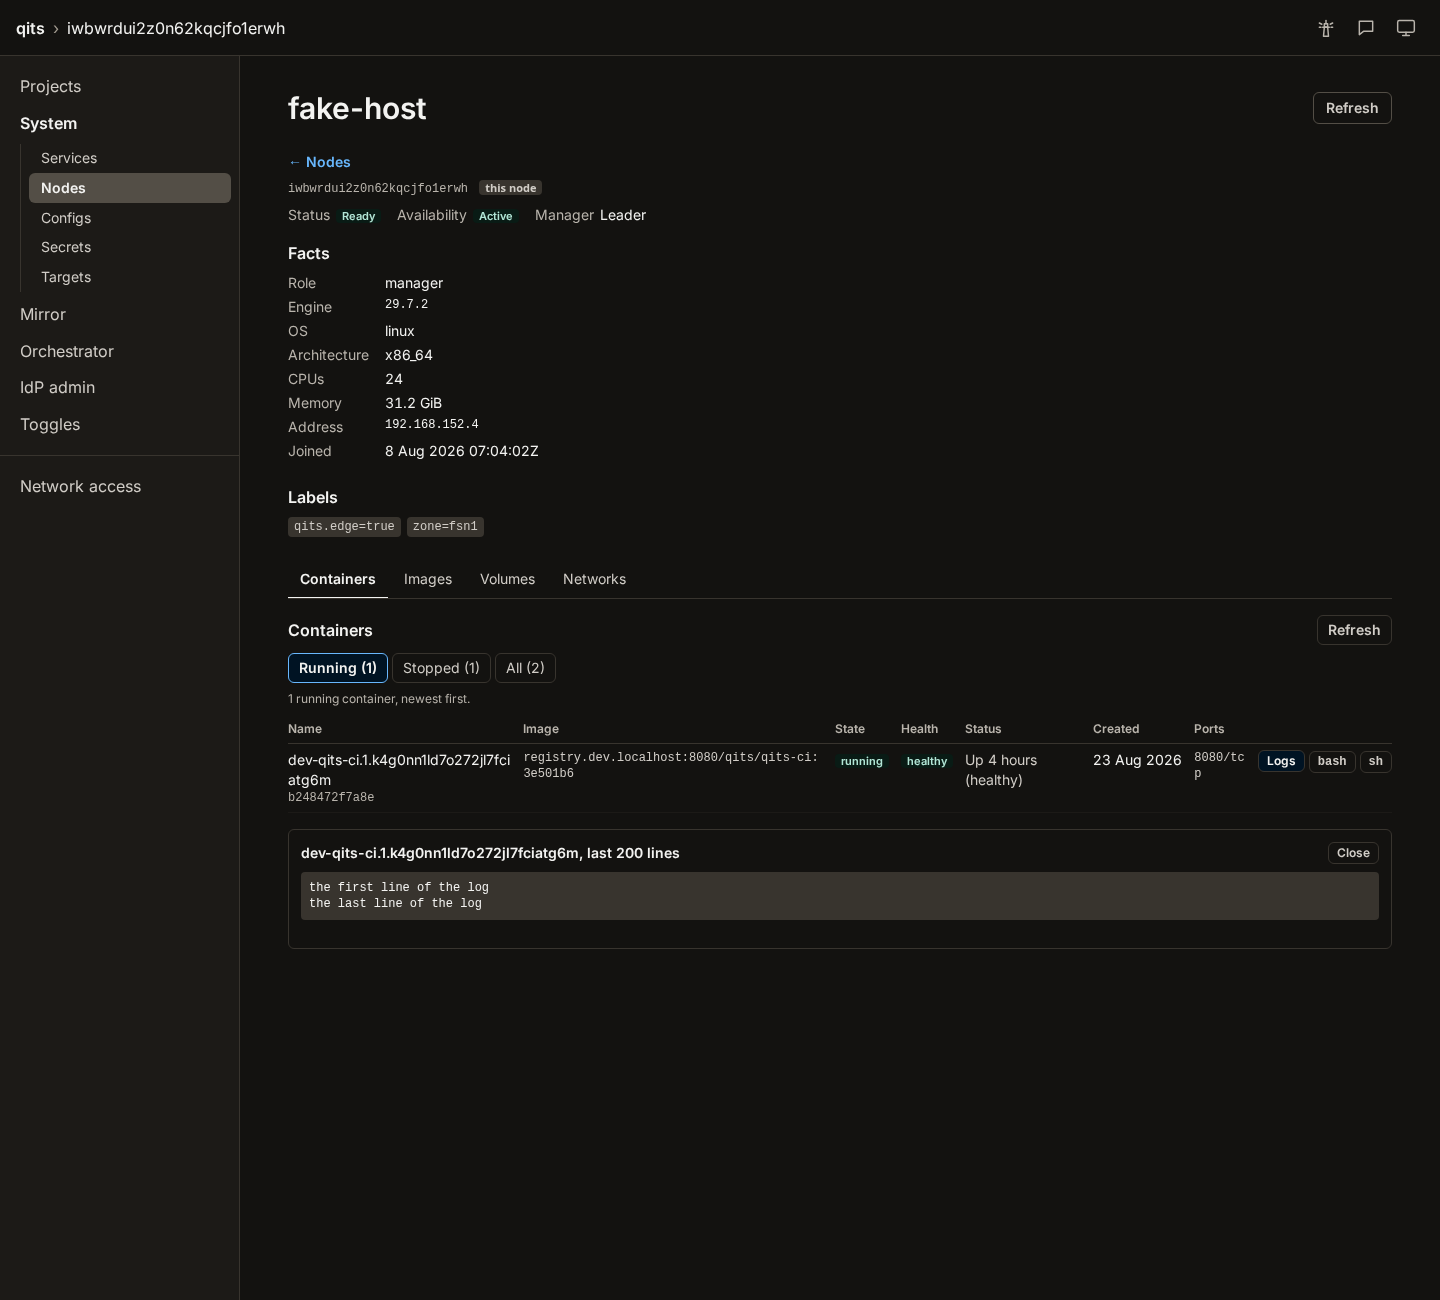 qits › iwbwrdui2z0n62kqcjfo1erwh
Projects
System
Services
Nodes
Configs
Secrets
Targets
Mirror
Orchestrator
IdP admin
Toggles
Network access
fake-host
Refresh
← Nodes
iwbwrdui2z0n62kqcjfo1erwh this node
Status Ready Availability Active Manager Leader
Facts
Role manager
Engine 29.7.2
OS linux
Architecture x86_64
CPUs 24
Memory 31.2 GiB
Address 192.168.152.4
Joined 8 Aug 2026 07:04:02Z
Labels
qits.edge=true zone=fsn1
Containers Images Volumes Networks
Containers Refresh
Running (1) Stopped (1) All (2)
1 running container, newest first.
Name Image State Health Status Created Ports
dev-qits-ci.1.k4g0nn1ld7o272jl7fci registry.dev.localhost:8080/qits/qits-ci: running healthy Up 4 hours 23 Aug 2026 8080/tc Logs bash sh
atg6m 3e501b6 (healthy) p
b248472f7a8e
dev-qits-ci.1.k4g0nn1ld7o272jl7fciatg6m, last 200 lines Close
the first line of the log
the last line of the log